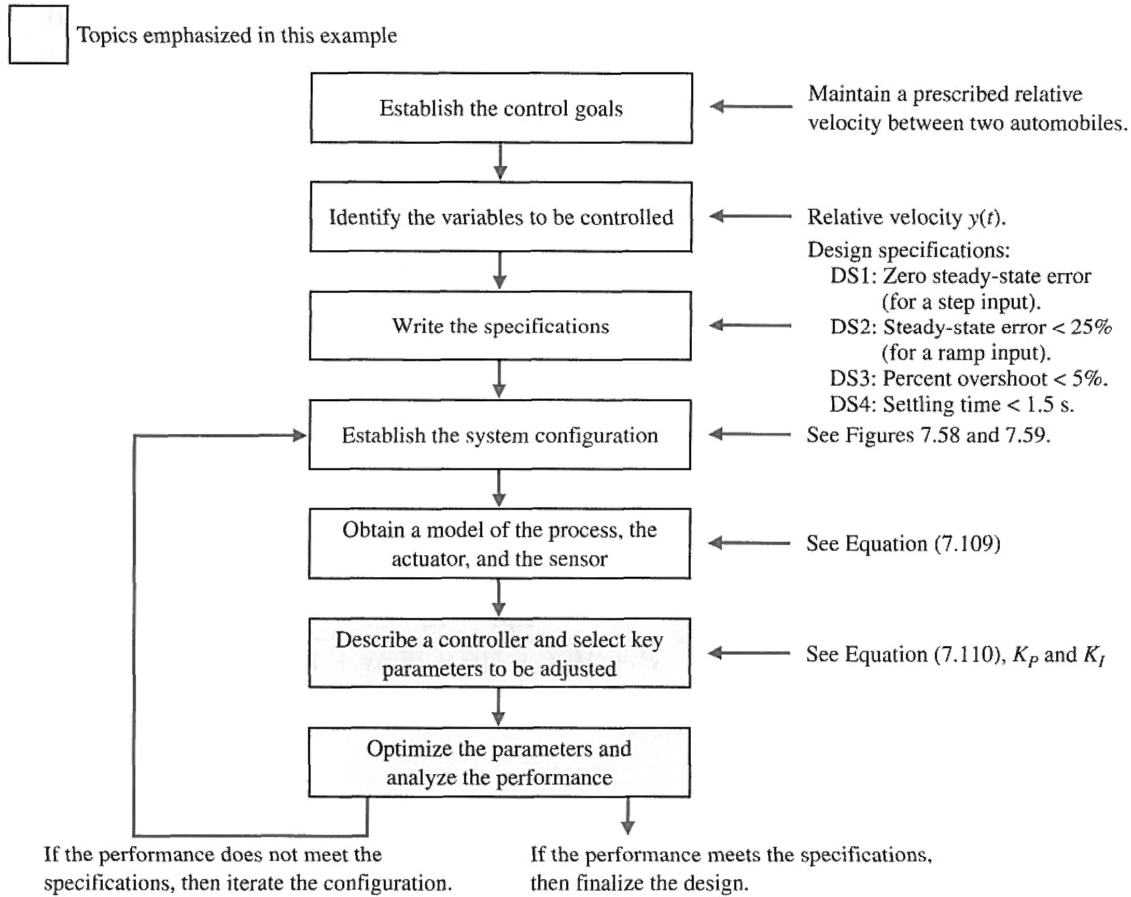 Topics emphasized in this example
Establish the control goals
Maintain a prescribed relative
velocity between two automobiles.
Identify the variables to be controlled
Relative velocity y(t).
Write the specifications
Design specifications:
DS1: Zero steady-state error
(for a step input).
DS2: Steady-state error < 25%
(for a ramp input).
DS3: Percent overshoot < 5%.
DS4: Settling time < 1.5 s.
Establish the system configuration
See Figures 7.58 and 7.59.
Obtain a model of the process, the
actuator, and the sensor
See Equation (7.109)
Describe a controller and select key
parameters to be adjusted
See Equation (7.110), K_P and K_I
Optimize the parameters and
analyze the performance
If the performance does not meet the
specifications, then iterate the configuration.
If the performance meets the specifications,
then finalize the design.